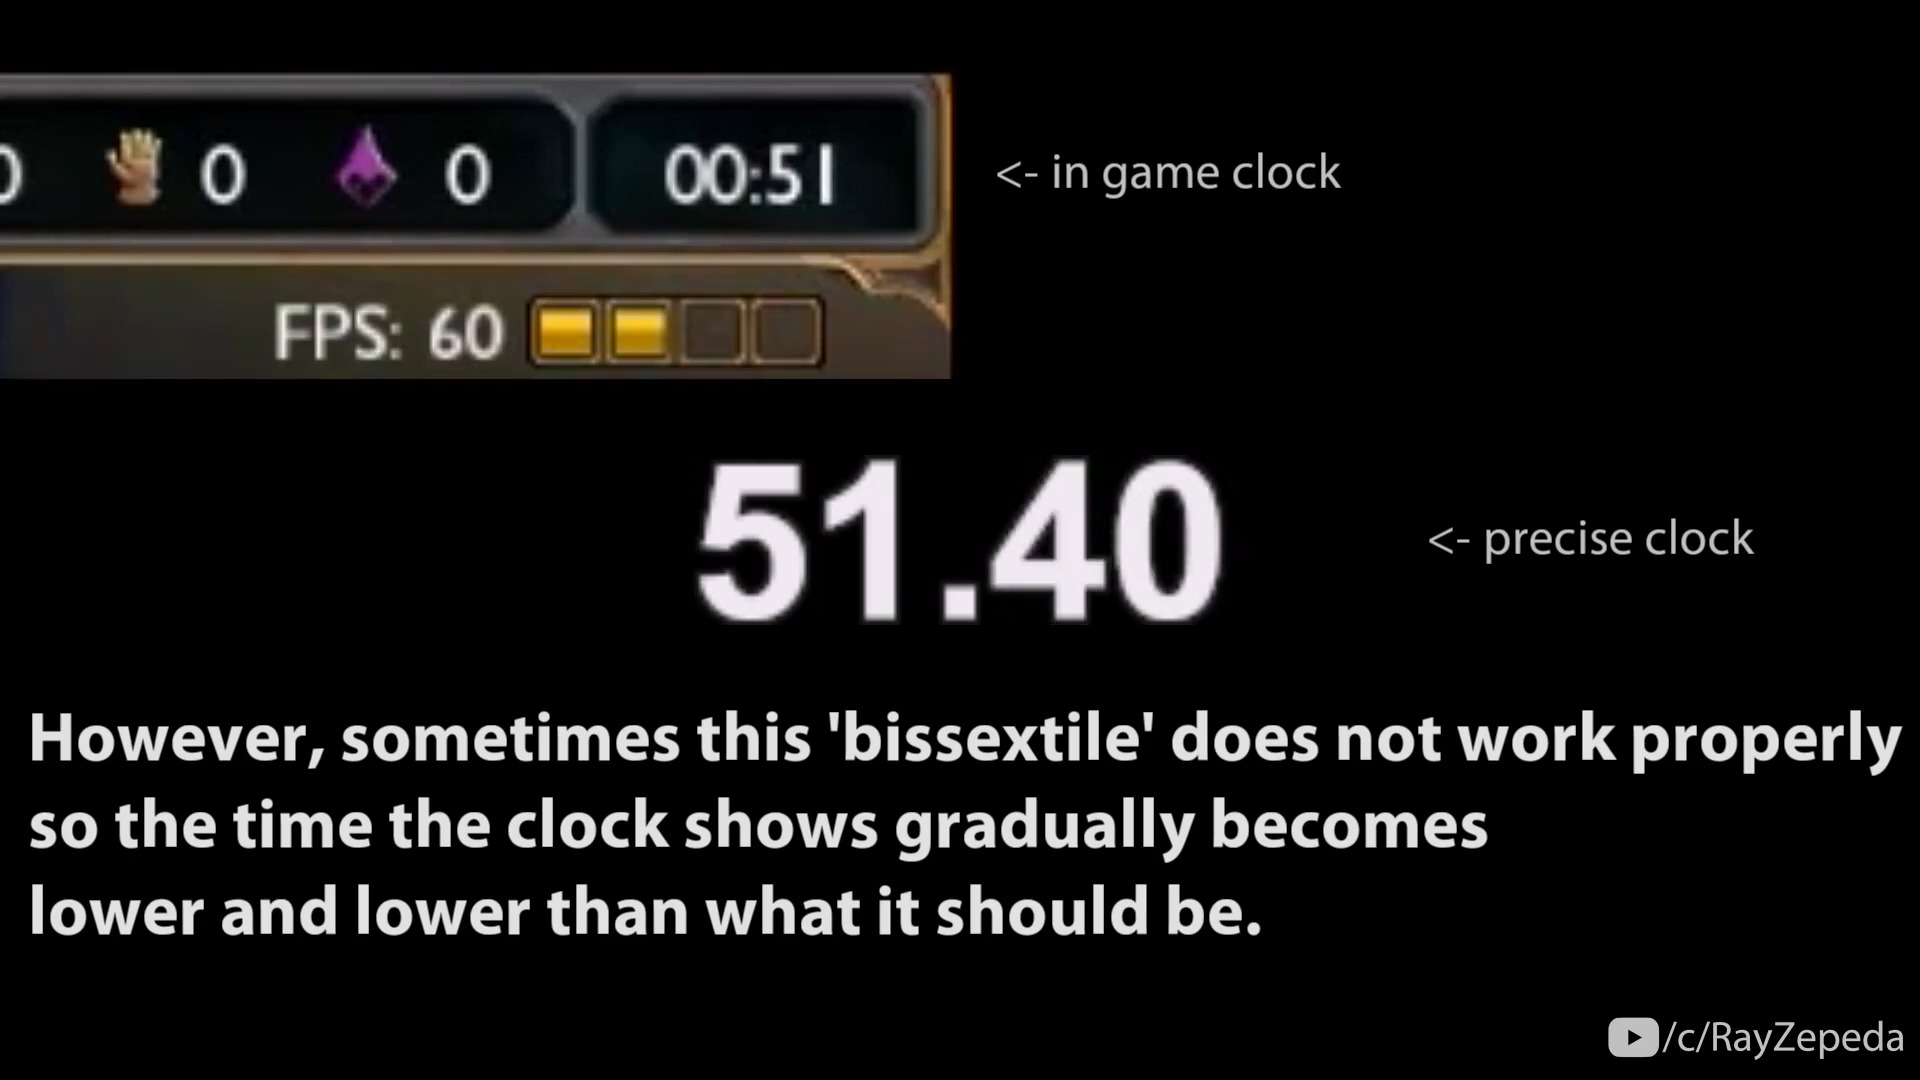 0 0 0 00:51
<- in game clock
FPS: 60
51.40
<- precise clock
However, sometimes this 'bissextile' does not work properly
so the time the clock shows gradually becomes
lower and lower than what it should be.
/c/RayZepeda